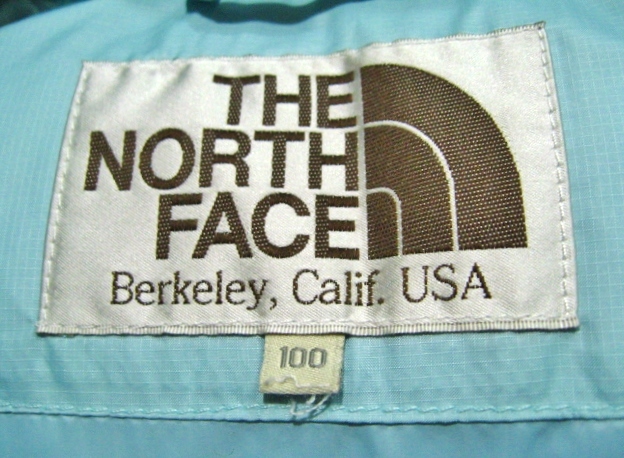 THE
NORTH
FACE
Berkeley, Calif. USA
100